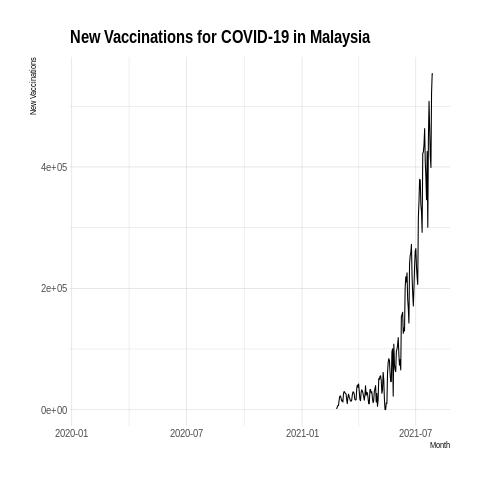 New Vaccinations for COVID-19 in Malaysia
New Vaccinations
4e+05
2e+05
0e+00
2020-01 2020-07 2021-01 2021-07
Month